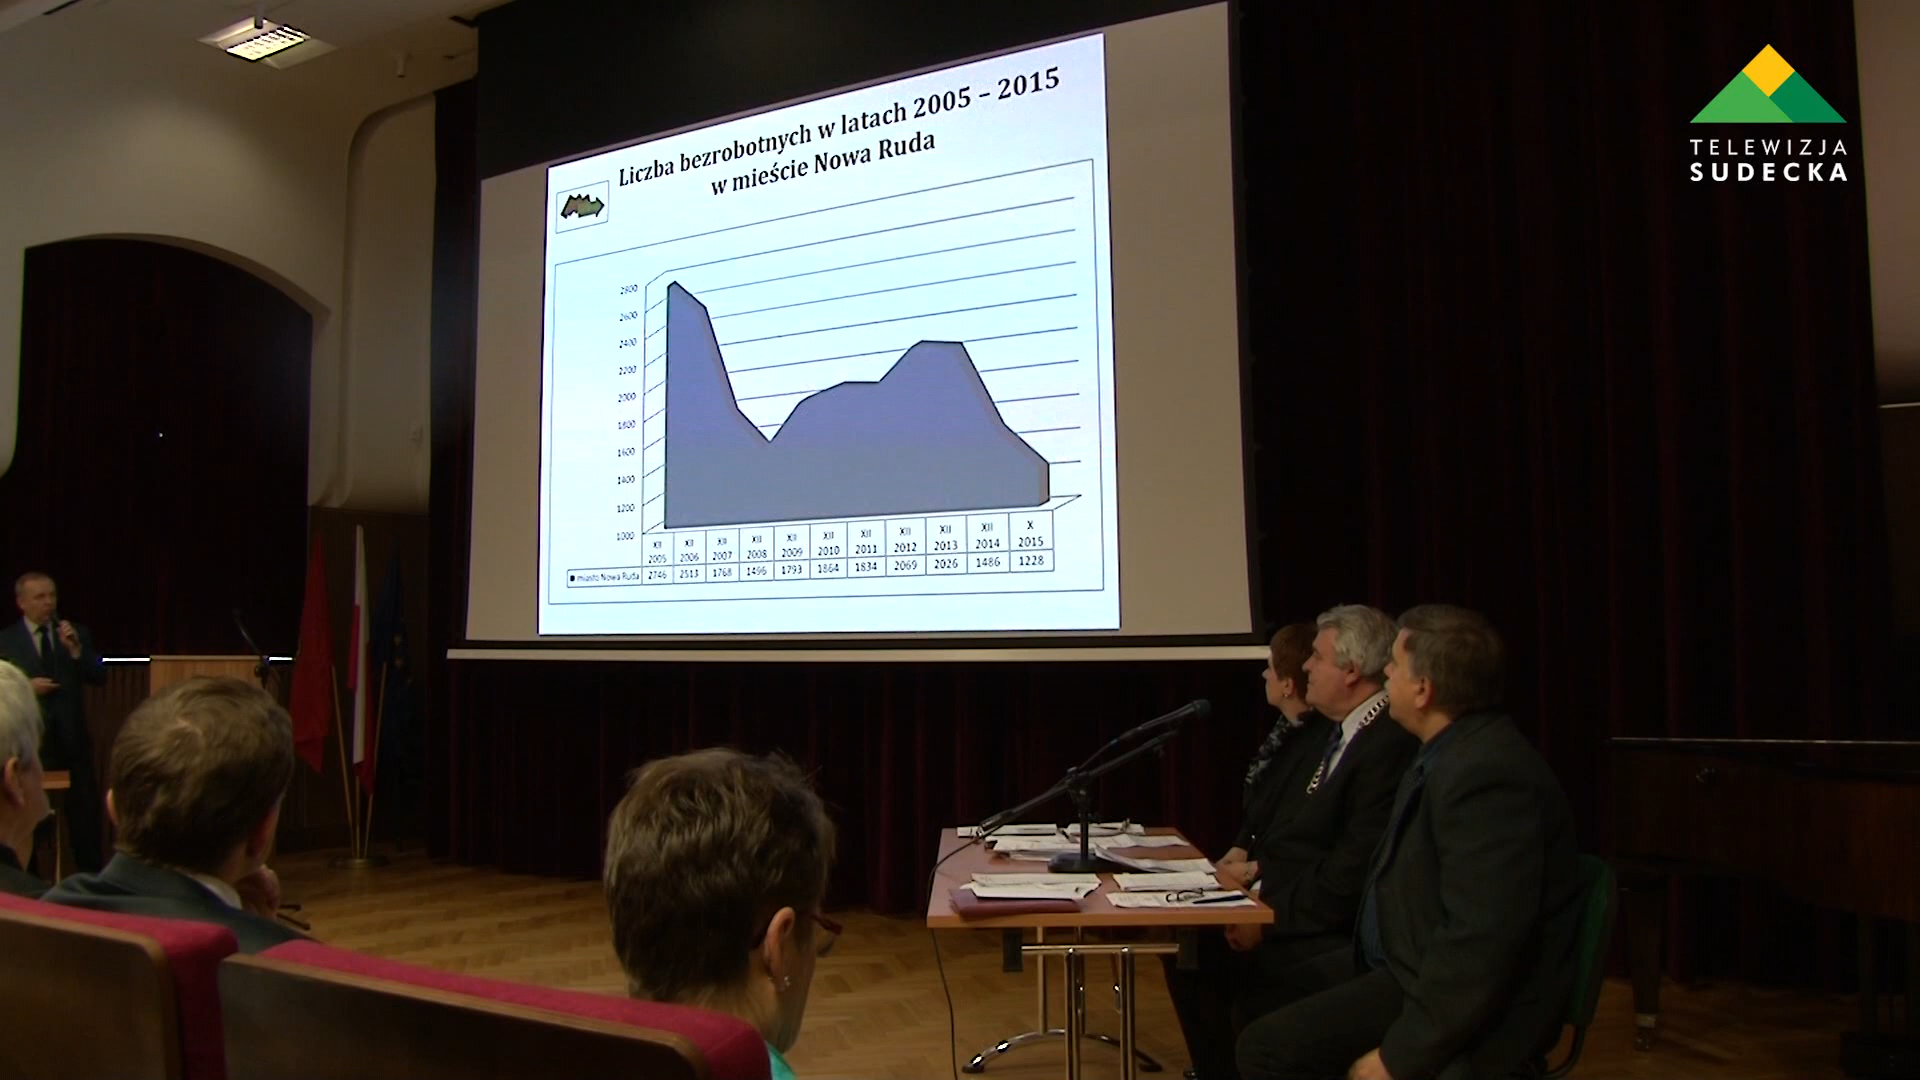 Liczba bezrobotnych w latach 2005 – 2015
w mieście Nowa Ruda
TELEWIZJA
SUDECKA
2800
2600
2400
2200
2000
1800
1600
1400
1200
1000
XII XII XII XII XII XII XII XII XII XII X
2005 2006 2007 2008 2009 2010 2011 2012 2013 2014 2015
miasto Nowa Ruda 2746 2513 1768 1496 1793 1864 1834 2069 2026 1486 1228